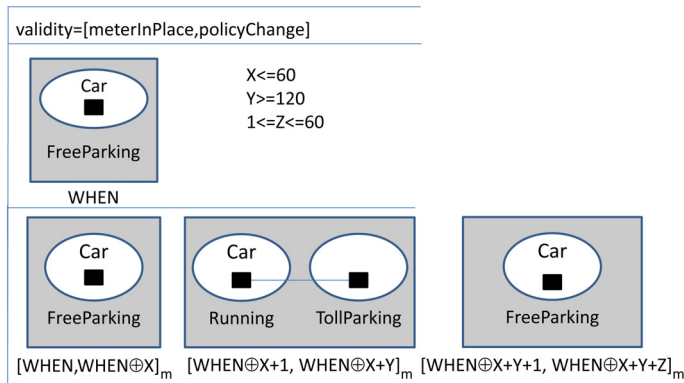 validity=[meterInPlace,policyChange]
Car
FreeParking
WHEN
X<=60
Y>=120
1<=Z<=60
Car
FreeParking
[WHEN,WHEN⊕X]m
Car
Running
TollParking
[WHEN⊕X+1, WHEN⊕X+Y]m
Car
FreeParking
[WHEN⊕X+Y+1, WHEN⊕X+Y+Z]m